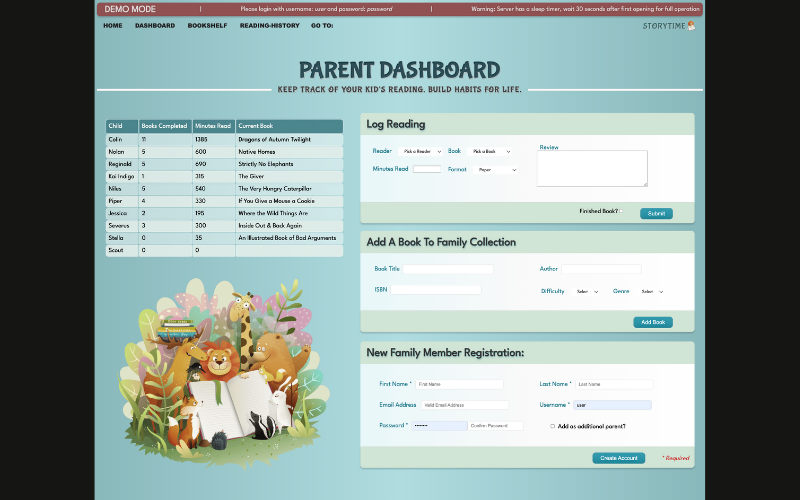 DEMO MODE | Please login with username: user and password: password | Warning: Server has a sleep timer, wait 30 seconds after first opening for full operation
HOME DASHBOARD BOOKSHELF READING-HISTORY GO TO: STORYTIME
PARENT DASHBOARD
KEEP TRACK OF YOUR KID'S READING. BUILD HABITS FOR LIFE.
Child Books Completed Minutes Read Current Book
Colin 11 1385 Dragons of Autumn Twilight
Nolan 5 600 Native Homes
Reginald 5 690 Strictly No Elephants
Kai Indigo 1 315 The Giver
Niles 5 540 The Very Hungry Caterpillar
Piper 4 330 If You Give a Mouse a Cookie
Jessica 2 195 Where the Wild Things Are
Severus 3 300 Inside Out & Back Again
Stella 0 35 An Illustrated Book of Bad Arguments
Scout 0 0
Log Reading
Reader Pick a Reader Book Pick a Book Review
Minutes Read Format Paper
Finished Book?
Submit
Add A Book To Family Collection
Book Title Author
ISBN Difficulty Select Genre Select
Add Book
New Family Member Registration:
First Name * First Name Last Name * Last Name
Email Address Valid Email Address Username * user
Password * •••••••• Confirm Password Add as additional parent?
Create Account * Required